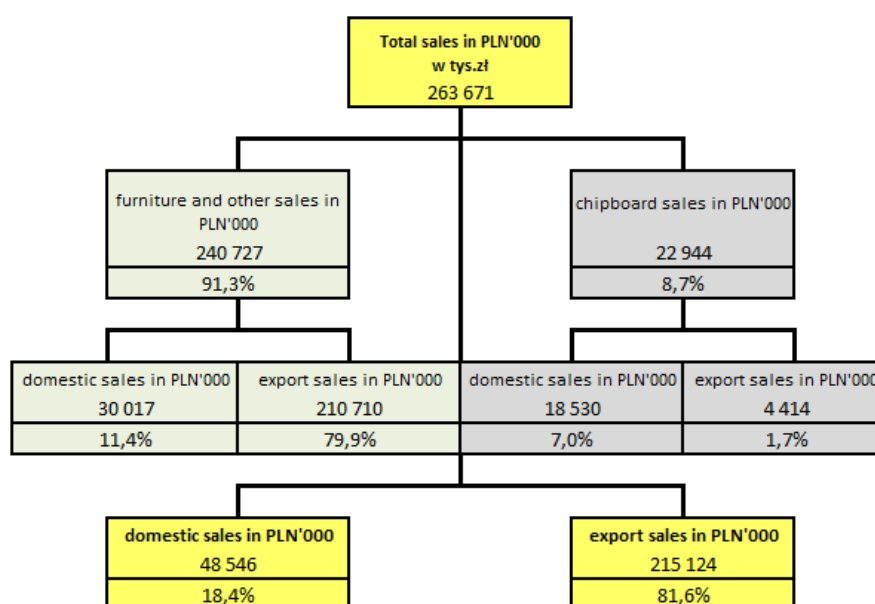 Total sales in PLN'000
w tys.zł
263 671
furniture and other sales in
PLN'000
240 727
91,3%
chipboard sales in PLN'000
22 944
8,7%
domestic sales in PLN'000
30 017
11,4%
export sales in PLN'000
210 710
79,9%
domestic sales in PLN'000
18 530
7,0%
export sales in PLN'000
4 414
1,7%
domestic sales in PLN'000
48 546
18,4%
export sales in PLN'000
215 124
81,6%